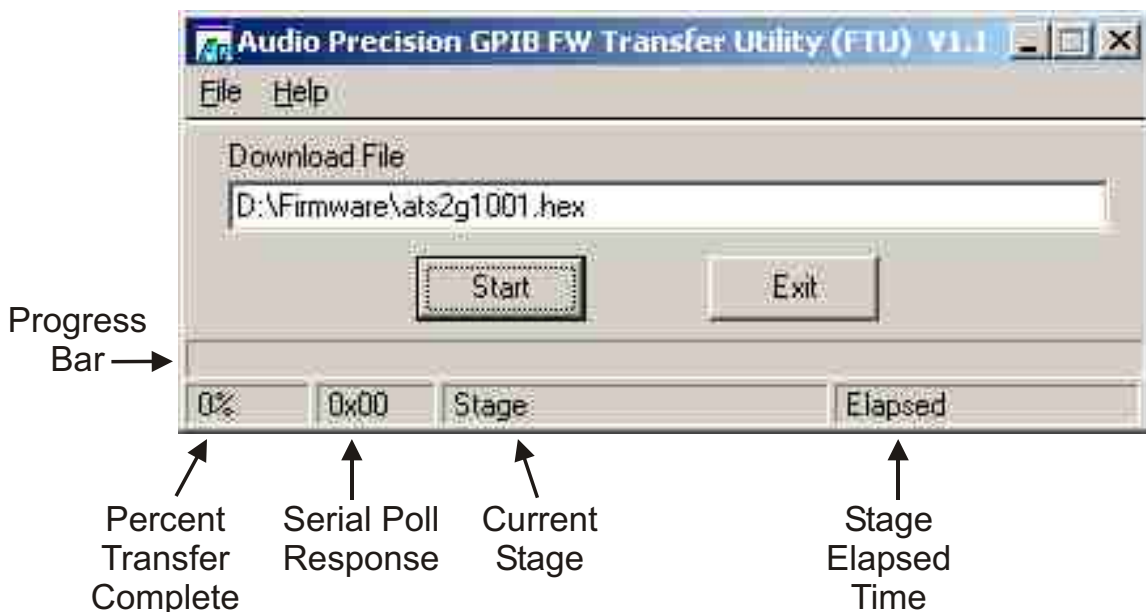 Audio Precision GPIB FW Transfer Utility (FTU) V1.1
File Help
Download File
D:\Firmware\ats2g1001.hex
Start Exit
Progress
Bar
0% 0x00 Stage Elapsed
Percent
Transfer
Complete
Serial Poll
Response
Current
Stage
Stage
Elapsed
Time